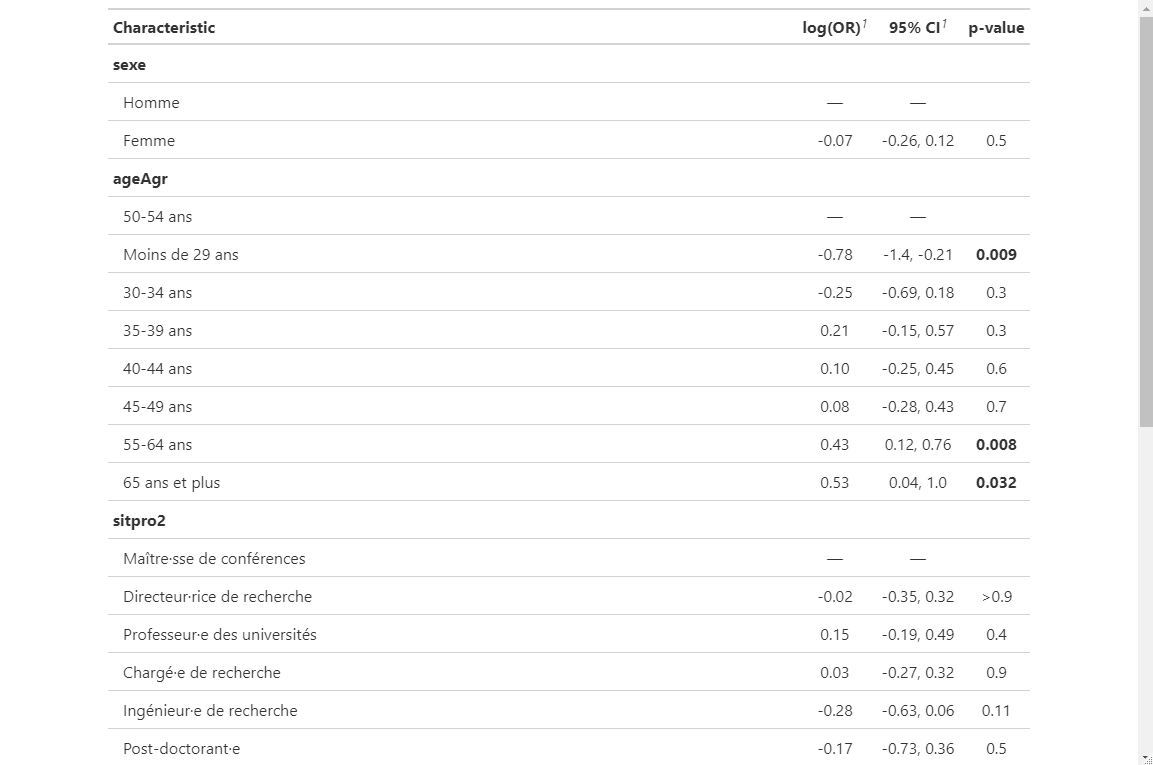 Characteristic log(OR)1 95% CI1 p-value
sexe
Homme — —
Femme -0.07 -0.26, 0.12 0.5
ageAgr
50-54 ans — —
Moins de 29 ans -0.78 -1.4, -0.21 0.009
30-34 ans -0.25 -0.69, 0.18 0.3
35-39 ans 0.21 -0.15, 0.57 0.3
40-44 ans 0.10 -0.25, 0.45 0.6
45-49 ans 0.08 -0.28, 0.43 0.7
55-64 ans 0.43 0.12, 0.76 0.008
65 ans et plus 0.53 0.04, 1.0 0.032
sitpro2
Maître·sse de conférences — —
Directeur·rice de recherche -0.02 -0.35, 0.32 >0.9
Professeur·e des universités 0.15 -0.19, 0.49 0.4
Chargé·e de recherche 0.03 -0.27, 0.32 0.9
Ingénieur·e de recherche -0.28 -0.63, 0.06 0.11
Post-doctorant·e -0.17 -0.73, 0.36 0.5